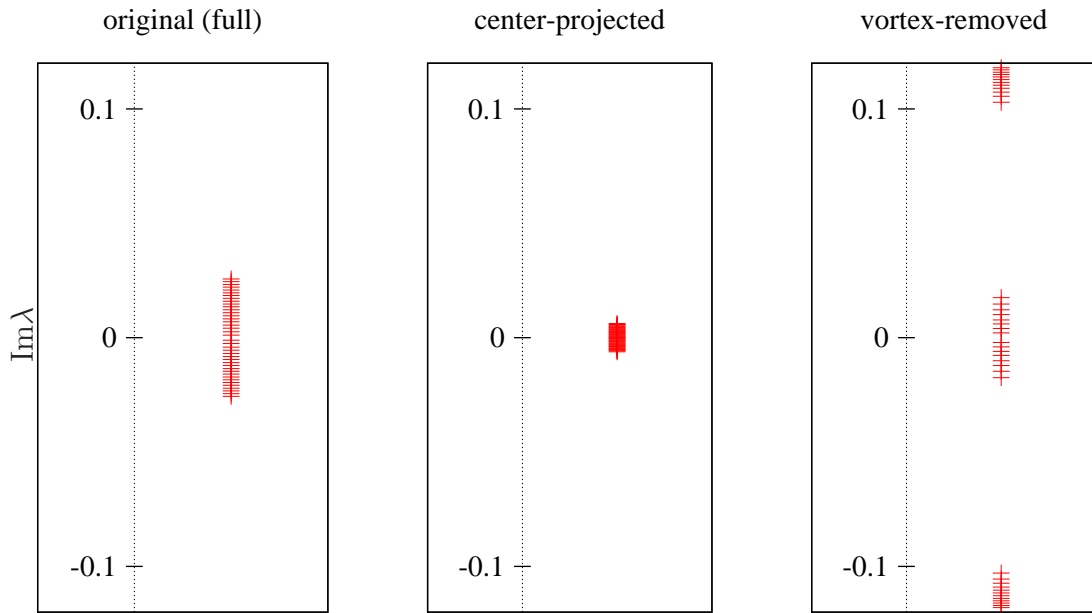 original (full) center-projected vortex-removed
0.1 0.1 0.1
Imλ 0 0 0
-0.1 -0.1 -0.1